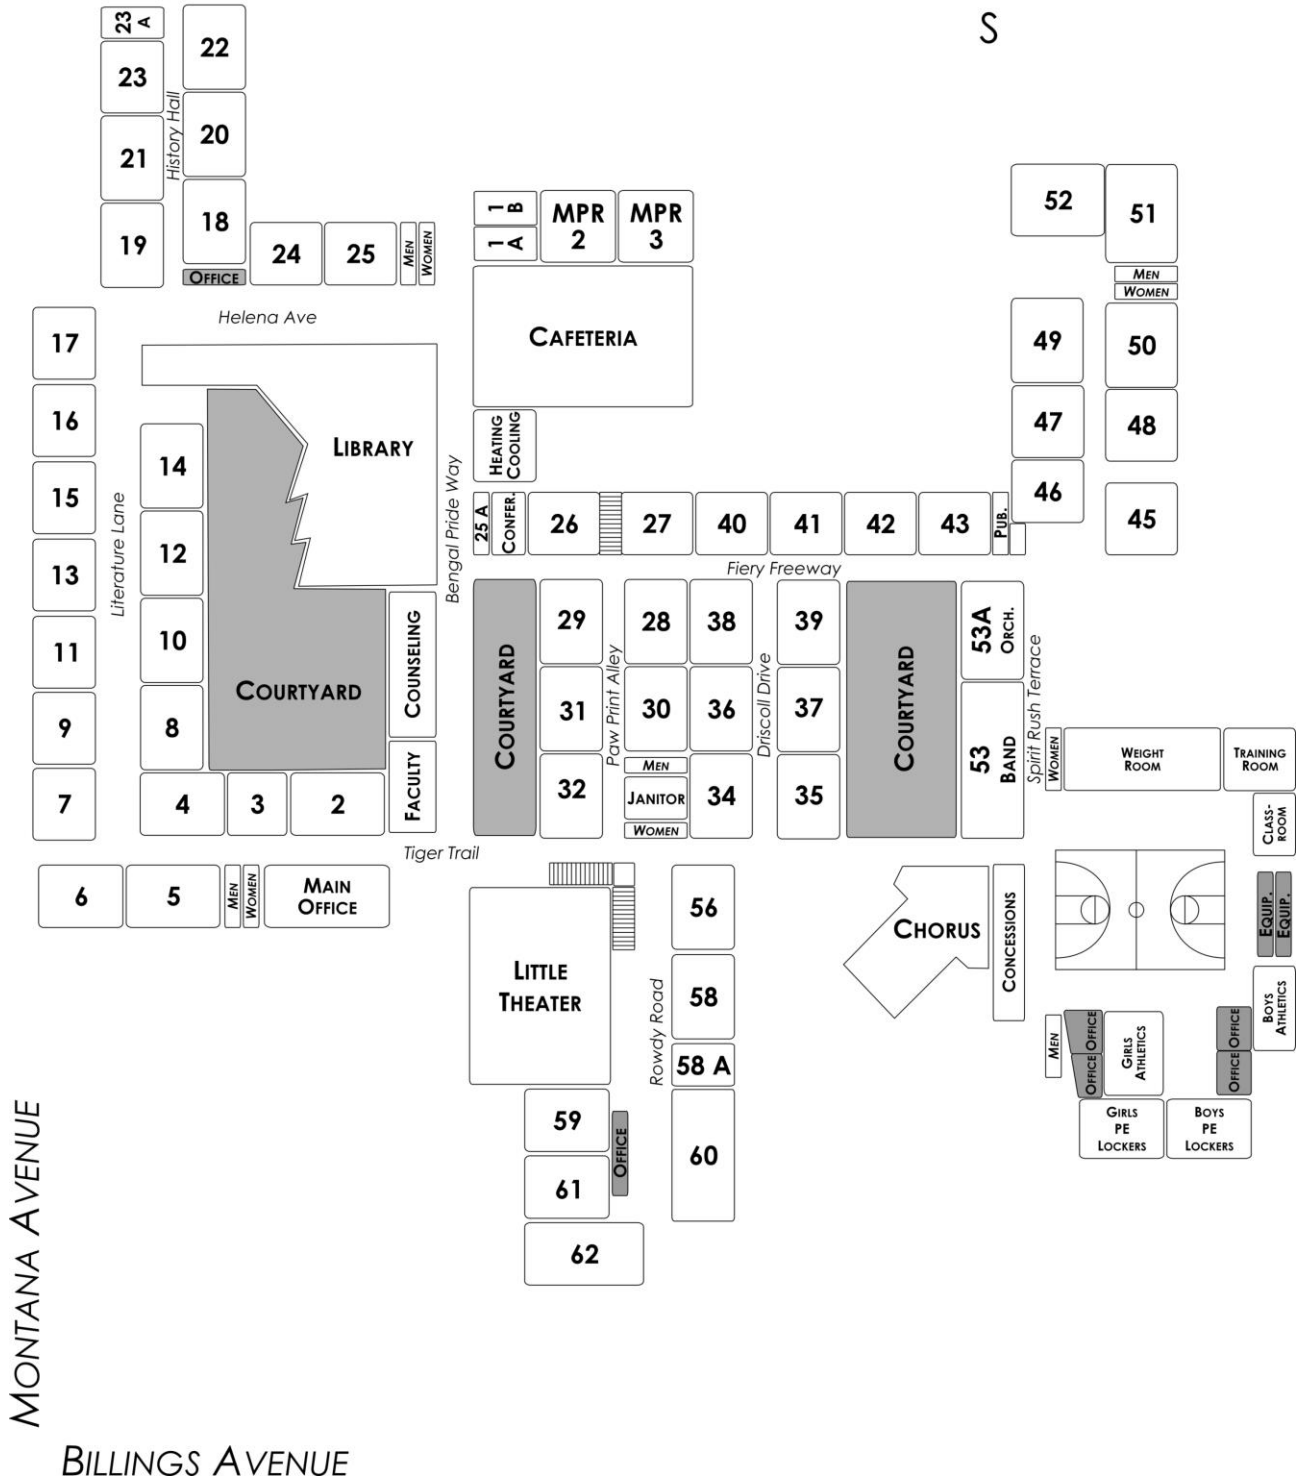 S
23
A
22
23
20
21
History Hall
18
19
24
25
MEN
WOMEN
OFFICE
Helena Ave
1
B
1
A
MPR
2
MPR
3
CAFETERIA
52
51
MEN
WOMEN
49
50
47
48
46
45
17
16
15
13
11
9
7
Literature Lane
14
12
10
8
LIBRARY
COURTYARD
COUNSELING
FACULTY
4
3
2
Bengal Pride Way
HEATING
COOLING
25 A
CONFER.
26
27
40
41
42
43
PUB.
Fiery Freeway
COURTYARD
29
31
32
Paw Print Alley
28
30
MEN
JANITOR
WOMEN
38
36
34
Driscoll Drive
39
37
35
COURTYARD
53A
ORCH.
53
BAND
Spirit Rush Terrace
WOMEN
WEIGHT
ROOM
TRAINING
ROOM
CLASS-
ROOM
Tiger Trail
6
5
MEN
WOMEN
MAIN
OFFICE
LITTLE
THEATER
56
58
58 A
60
Rowdy Road
59
61
OFFICE
62
CHORUS
CONCESSIONS
EQUIP.
EQUIP.
BOYS
ATHLETICS
MEN
OFFICE
OFFICE
GIRLS
ATHLETICS
OFFICE
OFFICE
GIRLS
PE
LOCKERS
BOYS
PE
LOCKERS
MONTANA AVENUE
BILLINGS AVENUE